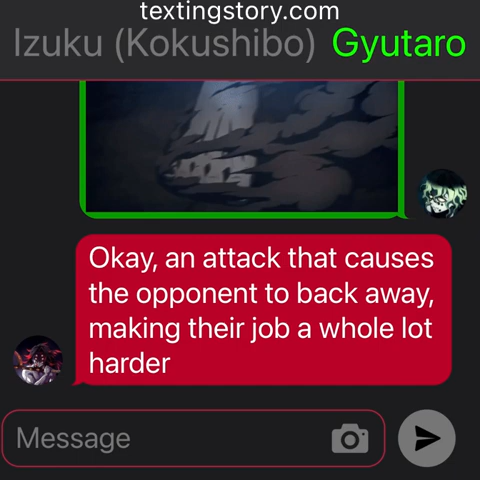 textingstory.com
Izuku (Kokushibo) Gyutaro
Okay, an attack that causes
the opponent to back away,
making their job a whole lot
harder
Message